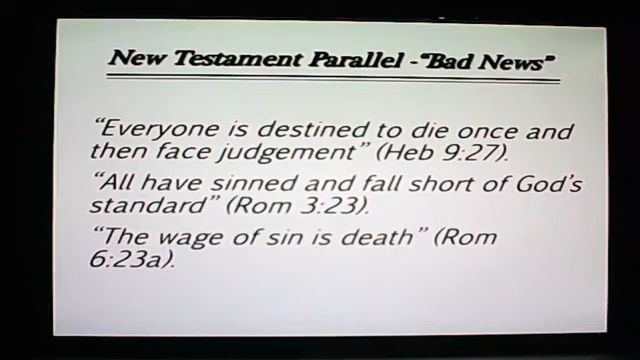 New Testament Parallel -"Bad News"
"Everyone is destined to die once and
then face judgement" (Heb 9:27).
"All have sinned and fall short of God's
standard" (Rom 3:23).
"The wage of sin is death" (Rom
6:23a).